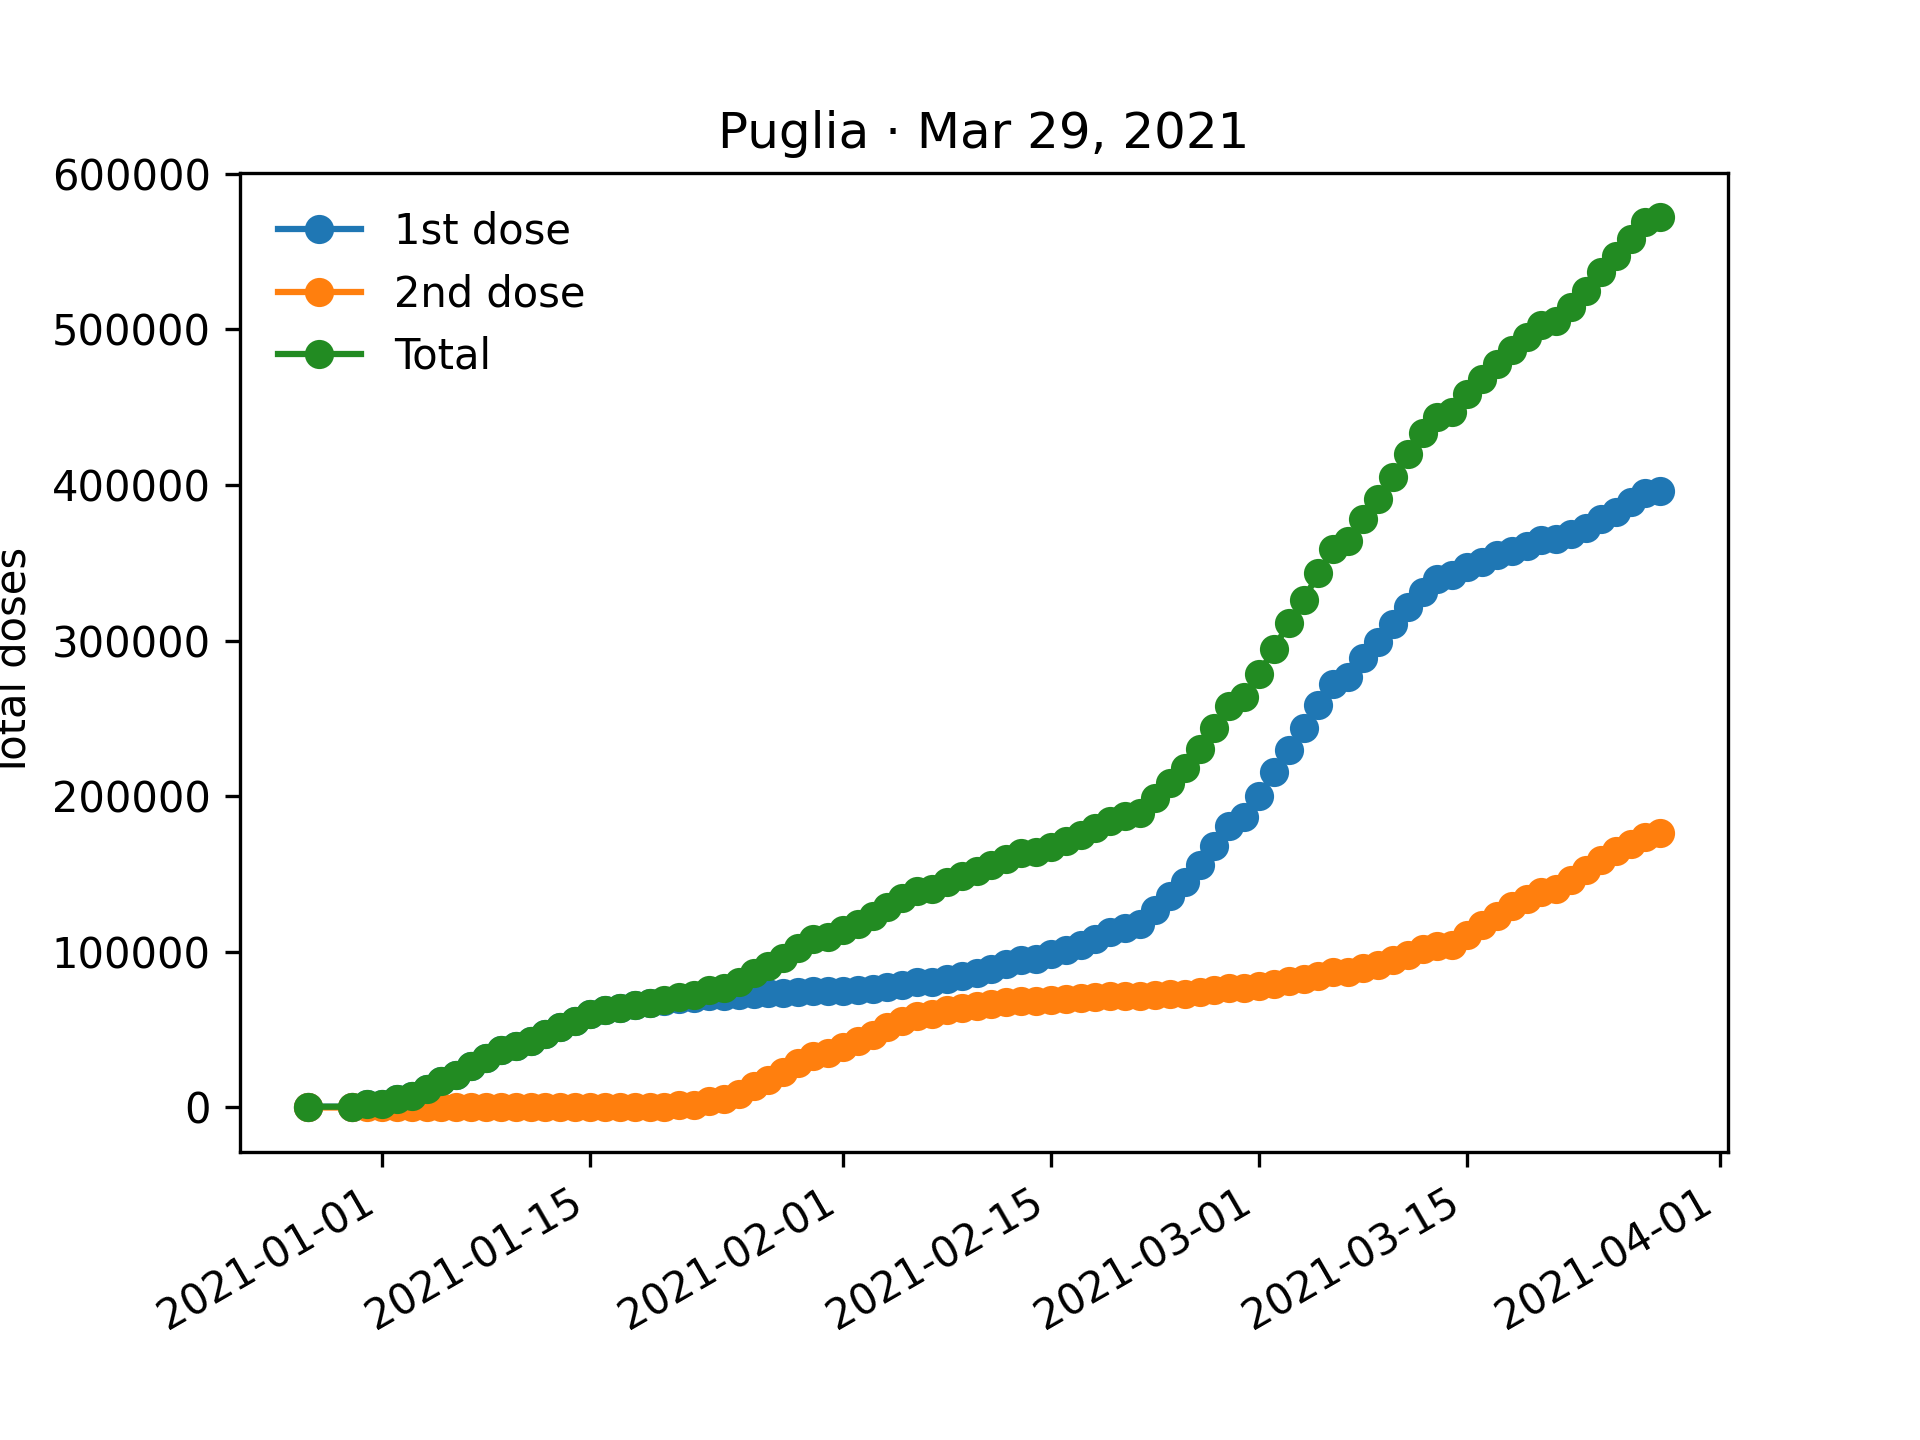 Puglia · Mar 29, 2021
600000
500000
400000
300000
200000
100000
0
Total doses
1st dose
2nd dose
Total
2021-01-01
2021-01-15
2021-02-01
2021-02-15
2021-03-01
2021-03-15
2021-04-01